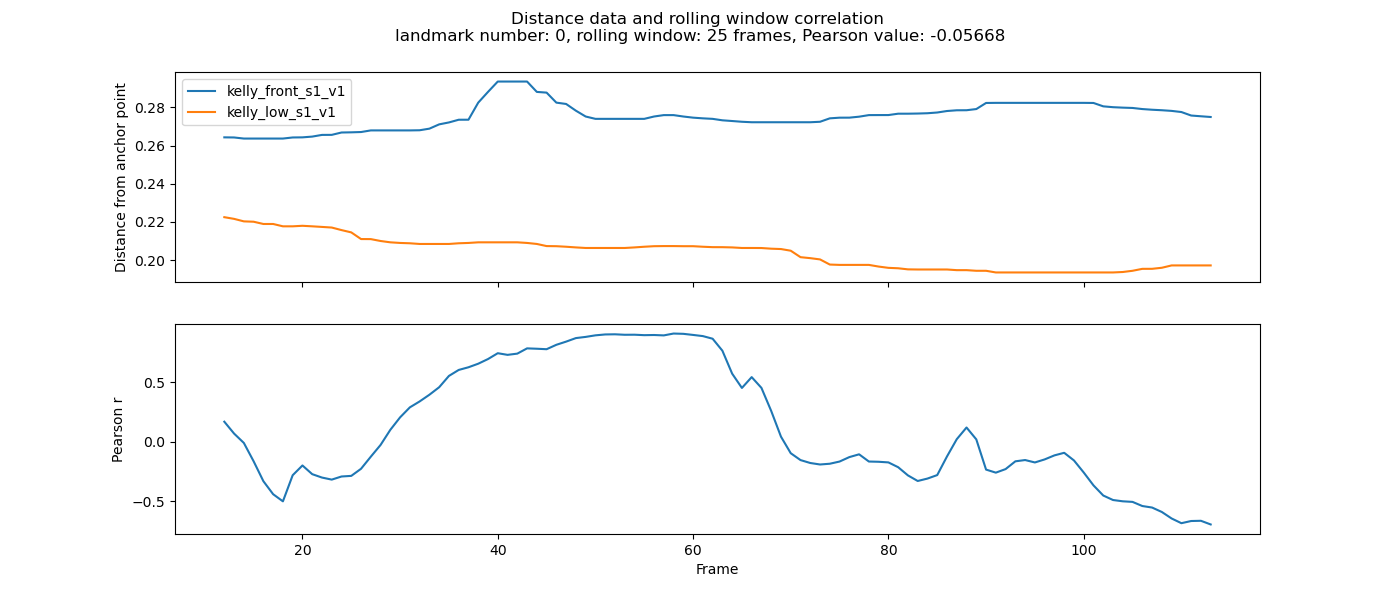 Distance data and rolling window correlation
landmark number: 0, rolling window: 25 frames, Pearson value: -0.05668
Distance from anchor point
0.28
0.26
0.24
0.22
0.20
kelly_front_s1_v1
kelly_low_s1_v1
Pearson r
0.5
0.0
−0.5
20
40
60
80
100
Frame